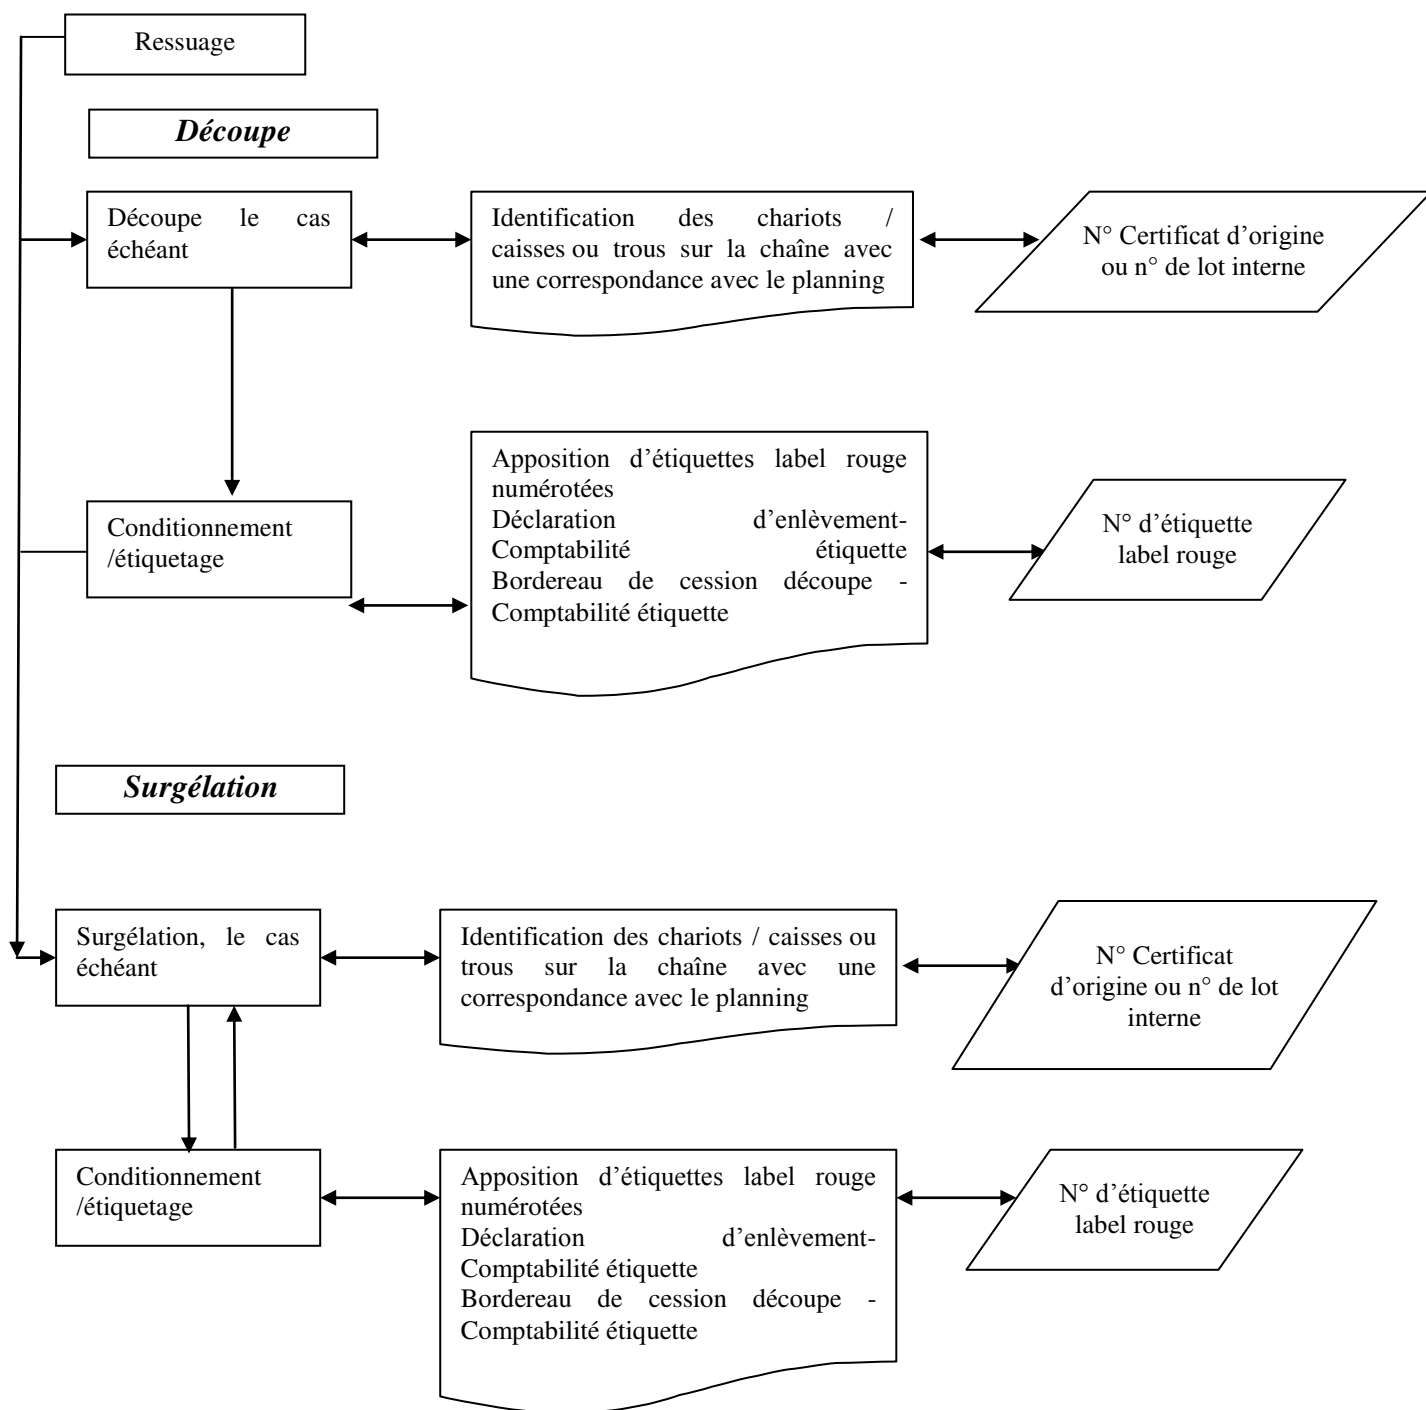 Ressuage
Découpe
Découpe le cas
échéant
Identification des chariots /
caisses ou trous sur la chaîne avec
une correspondance avec le planning
N° Certificat d'origine
ou n° de lot interne
Conditionnement
/étiquetage
Apposition d'étiquettes label rouge
numérotées
Déclaration d'enlèvement-
Comptabilité étiquette
Bordereau de cession découpe -
Comptabilité étiquette
N° d'étiquette
label rouge
Surgélation
Surgélation, le cas
échéant
Identification des chariots / caisses ou
trous sur la chaîne avec une
correspondance avec le planning
N° Certificat
d'origine ou n° de lot
interne
Conditionnement
/étiquetage
Apposition d'étiquettes label rouge
numérotées
Déclaration d'enlèvement-
Comptabilité étiquette
Bordereau de cession découpe -
Comptabilité étiquette
N° d'étiquette
label rouge